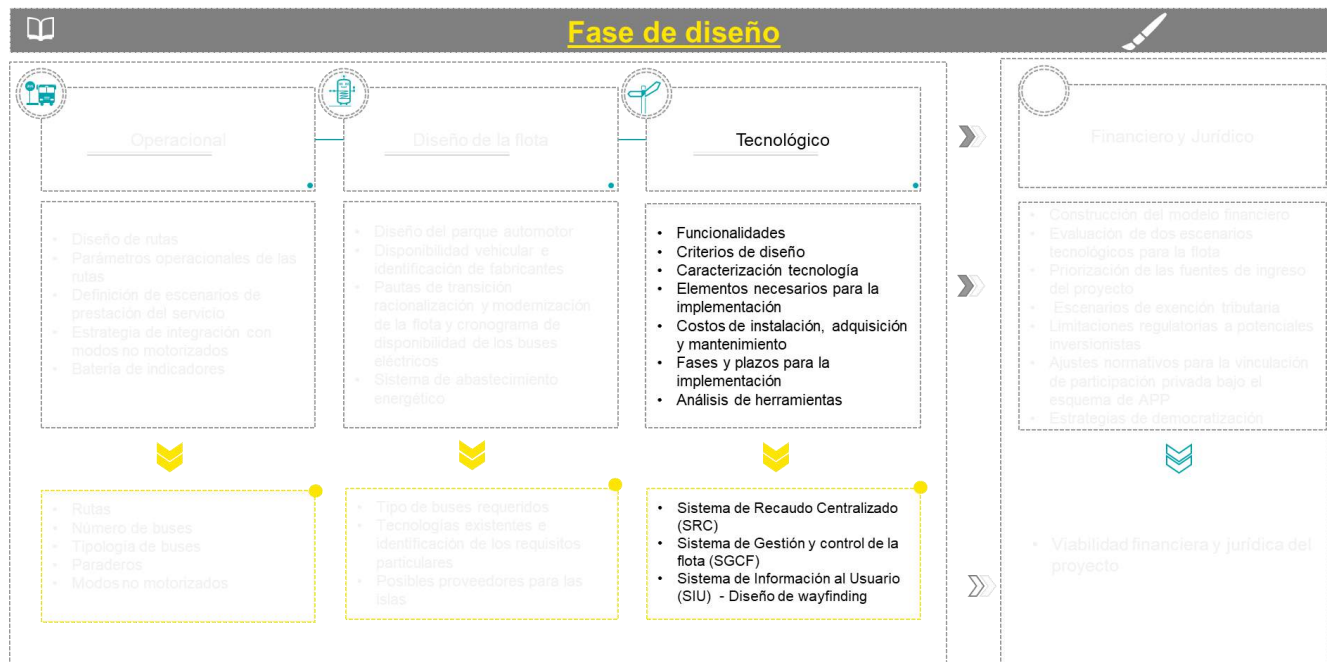 Fase de diseño
Operacional
Diseño de la flota
Tecnológico
Financiero y Jurídico
• Diseño de rutas
• Parámetros operacionales de las
rutas
• Definición de escenarios de
prestación del servicio
• Estrategia de integración con
modos no motorizados
• Batería de indicadores
• Diseño del parque automotor
• Disponibilidad vehicular e
identificación de fabricantes
• Pautas de transición
racionalización y modernización
de la flota y cronograma de
disponibilidad de los buses
eléctricos
• Sistema de abastecimiento
energético
• Funcionalidades
• Criterios de diseño
• Caracterización tecnología
• Elementos necesarios para la
implementación
• Costos de instalación, adquisición
y mantenimiento
• Fases y plazos para la
implementación
• Análisis de herramientas
• Construcción del modelo financiero
• Evaluación de dos escenarios
tecnológicos para la flota
• Priorización de las fuentes de ingreso
del proyecto
• Escenarios de exención tributaria
• Limitaciones regulatorias a potenciales
inversionistas
• Ajustes normativos para la vinculación
de participación privada bajo el
esquema de APP
• Estrategias de democratización
• Rutas
• Número de buses
• Tipología de buses
• Paraderos
• Modos no motorizados
• Tipo de buses requeridos
• Tecnologías existentes e
identificación de los requisitos
particulares
• Posibles proveedores para las
islas
• Sistema de Recaudo Centralizado
(SRC)
• Sistema de Gestión y control de la
flota (SGCF)
• Sistema de Información al Usuario
(SIU) - Diseño de wayfinding
• Viabilidad financiera y jurídica del
proyecto